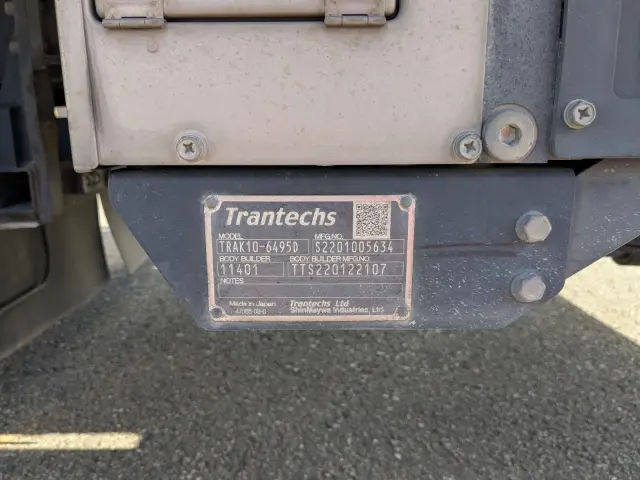 Trantechs
MODEL MFG.NO.
TRAK10-6495D S2201005634
BODY BUILDER BODY BUILDER MFG.NO
11401 TTS220122107
NOTES
Made in Japan Trantechs Ltd
ShinMaywa Industries, Ltd